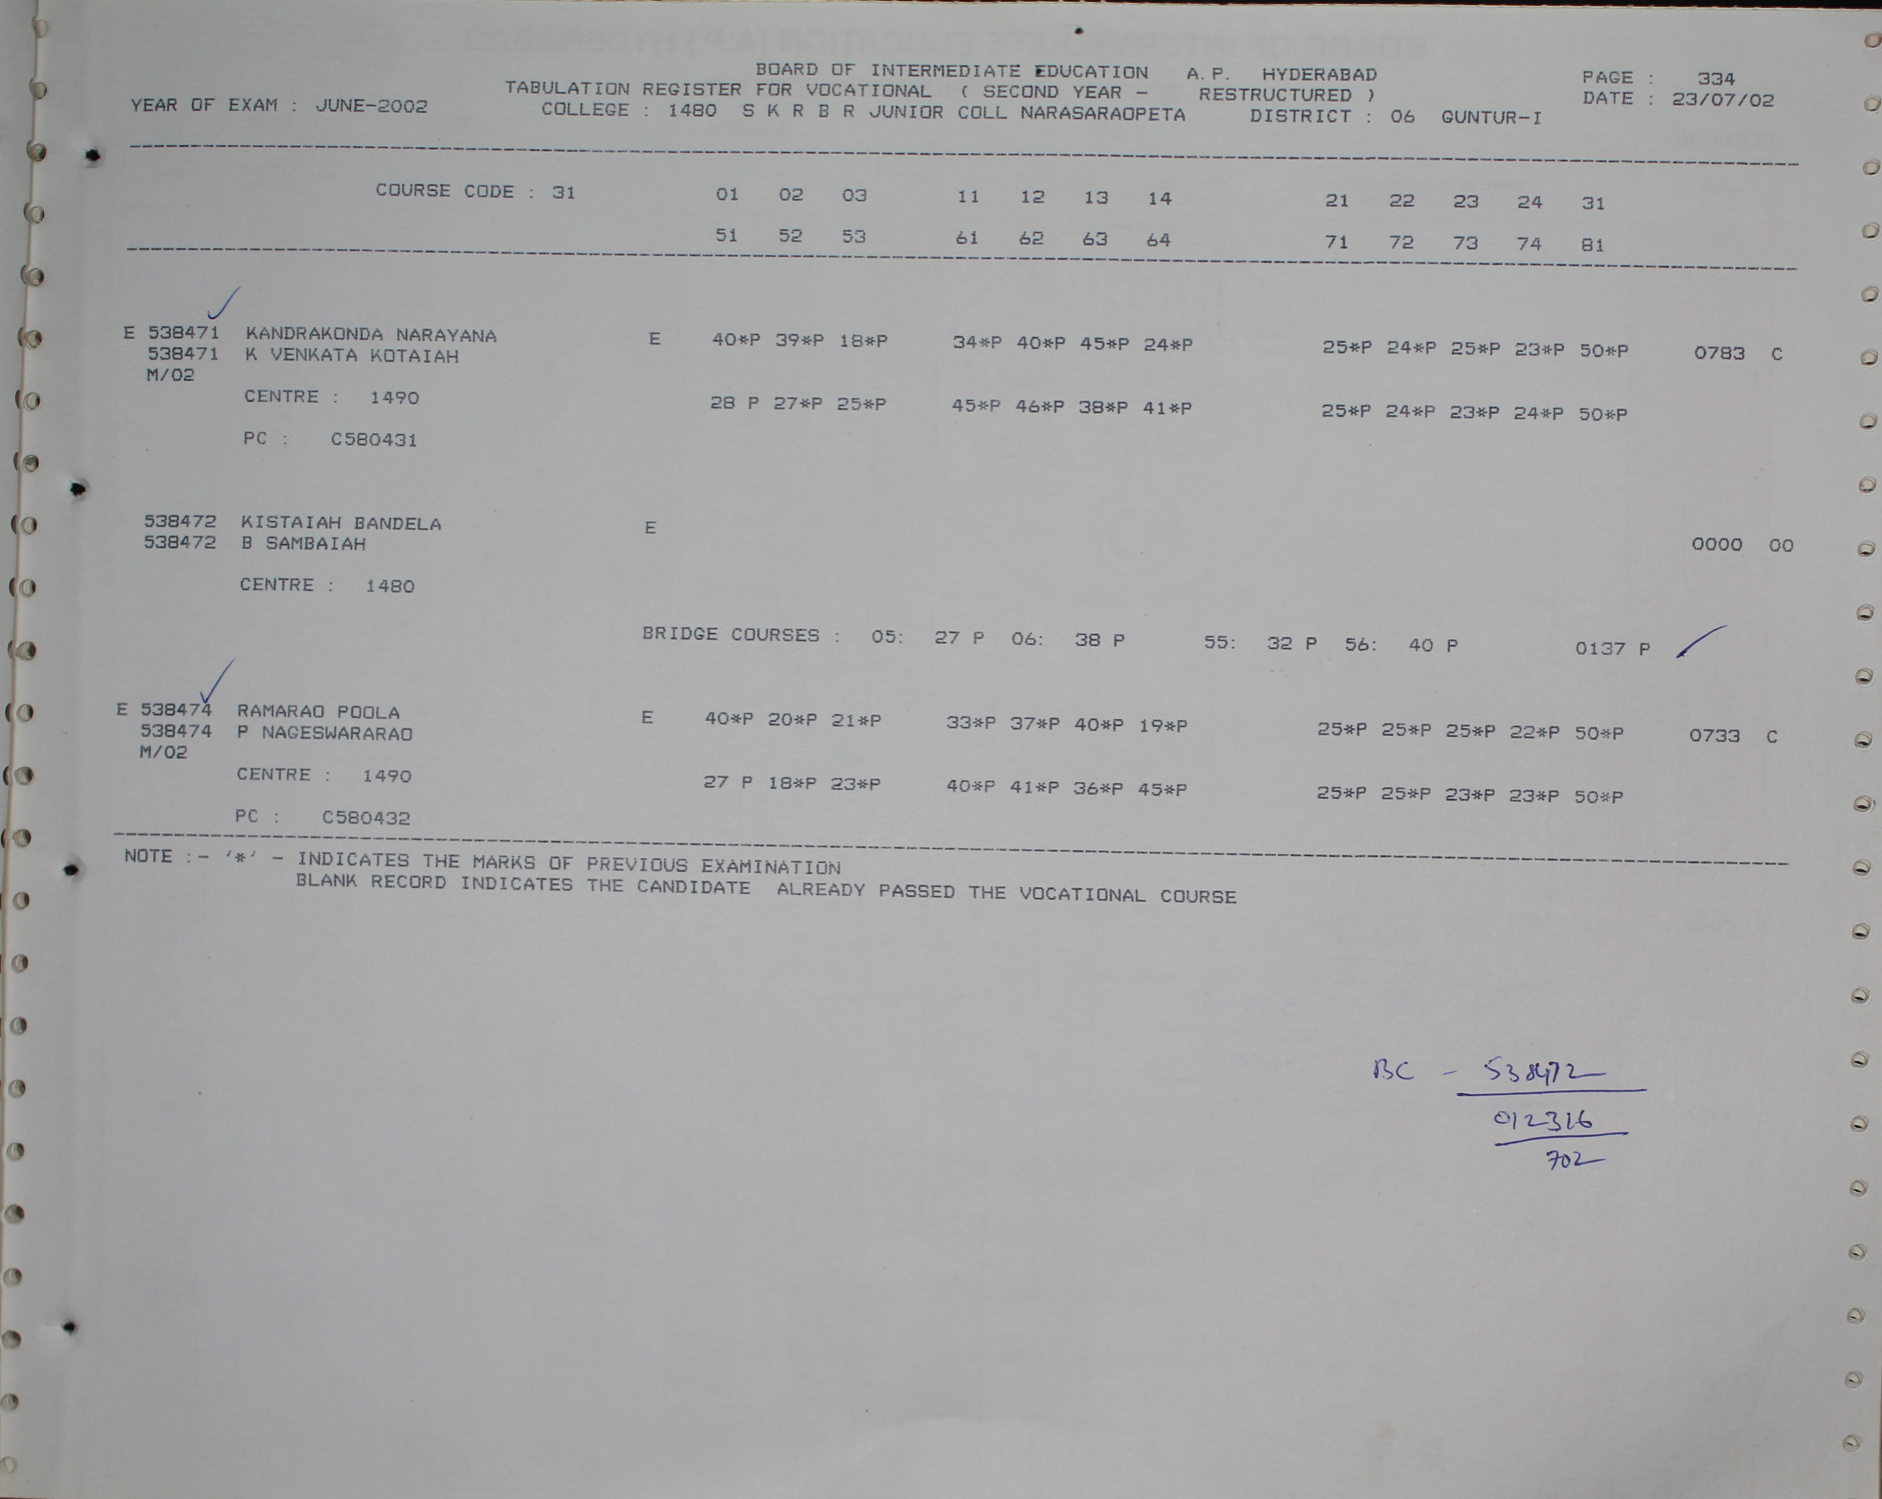 BOARD OF INTERMEDIATE EDUCATION A.P. HYDERABAD PAGE : 334
TABULATION REGISTER FOR VOCATIONAL ( SECOND YEAR - RESTRUCTURED ) DATE : 23/07/02
YEAR OF EXAM : JUNE-2002 COLLEGE : 1480 S K R B R JUNIOR COLL NARASARAOPETA DISTRICT : 06 GUNTUR-I
COURSE CODE : 31 01 02 03 11 12 13 14 21 22 23 24 31
51 52 53 61 62 63 64 71 72 73 74 81
E 538471 KANDRAKONDA NARAYANA E 40*P 39*P 18*P 34*P 40*P 45*P 24*P 25*P 24*P 25*P 23*P 50*P 0783 C
538471 K VENKATA KOTAIAH
M/02
CENTRE : 1490 28 P 27*P 25*P 45*P 46*P 38*P 41*P 25*P 24*P 23*P 24*P 50*P
PC : C580431
538472 KISTAIAH BANDELA E
538472 B SAMBAIAH 0000 00
CENTRE : 1480
BRIDGE COURSES : 05: 27 P 06: 38 P 55: 32 P 56: 40 P 0137 P
E 538474 RAMARAO POOLA E 40*P 20*P 21*P 33*P 37*P 40*P 19*P 25*P 25*P 25*P 22*P 50*P 0733 C
538474 P NAGESWARARAO
M/02
CENTRE : 1490 27 P 18*P 23*P 40*P 41*P 36*P 45*P 25*P 25*P 23*P 23*P 50*P
PC : C580432
NOTE :- '*' - INDICATES THE MARKS OF PREVIOUS EXAMINATION
BLANK RECORD INDICATES THE CANDIDATE ALREADY PASSED THE VOCATIONAL COURSE
BC - 538472
012316
702